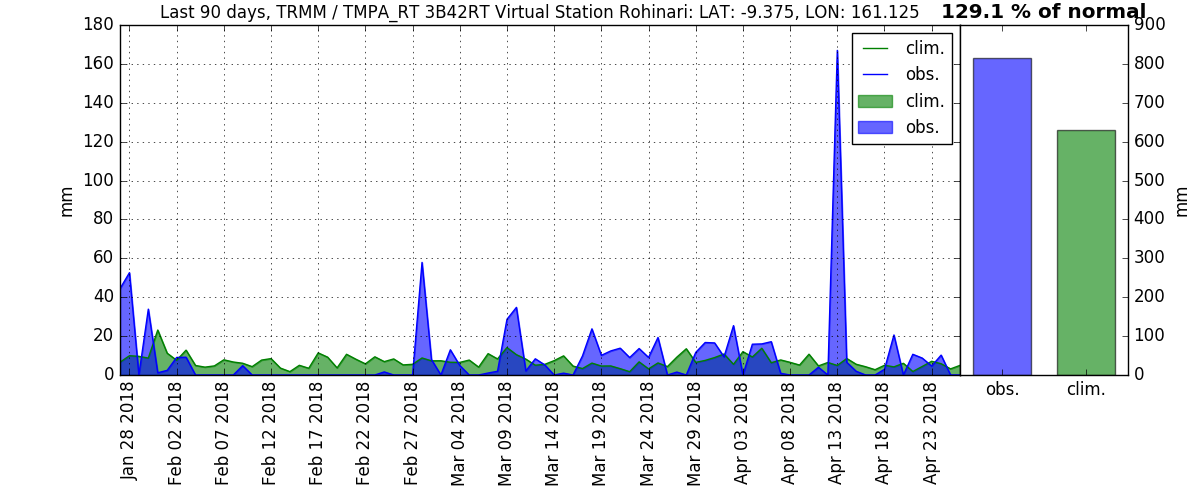 Last 90 days, TRMM / TMPA_RT 3B42RT Virtual Station Rohinari: LAT: -9.375, LON: 161.125
129.1 % of normal
180
160
140
120
100
80
60
40
20
0
mm
clim.
obs.
clim.
obs.
900
800
700
600
500
400
300
200
100
0
mm
obs.
clim.
Jan 28 2018
Feb 02 2018
Feb 07 2018
Feb 12 2018
Feb 17 2018
Feb 22 2018
Feb 27 2018
Mar 04 2018
Mar 09 2018
Mar 14 2018
Mar 19 2018
Mar 24 2018
Mar 29 2018
Apr 03 2018
Apr 08 2018
Apr 13 2018
Apr 18 2018
Apr 23 2018